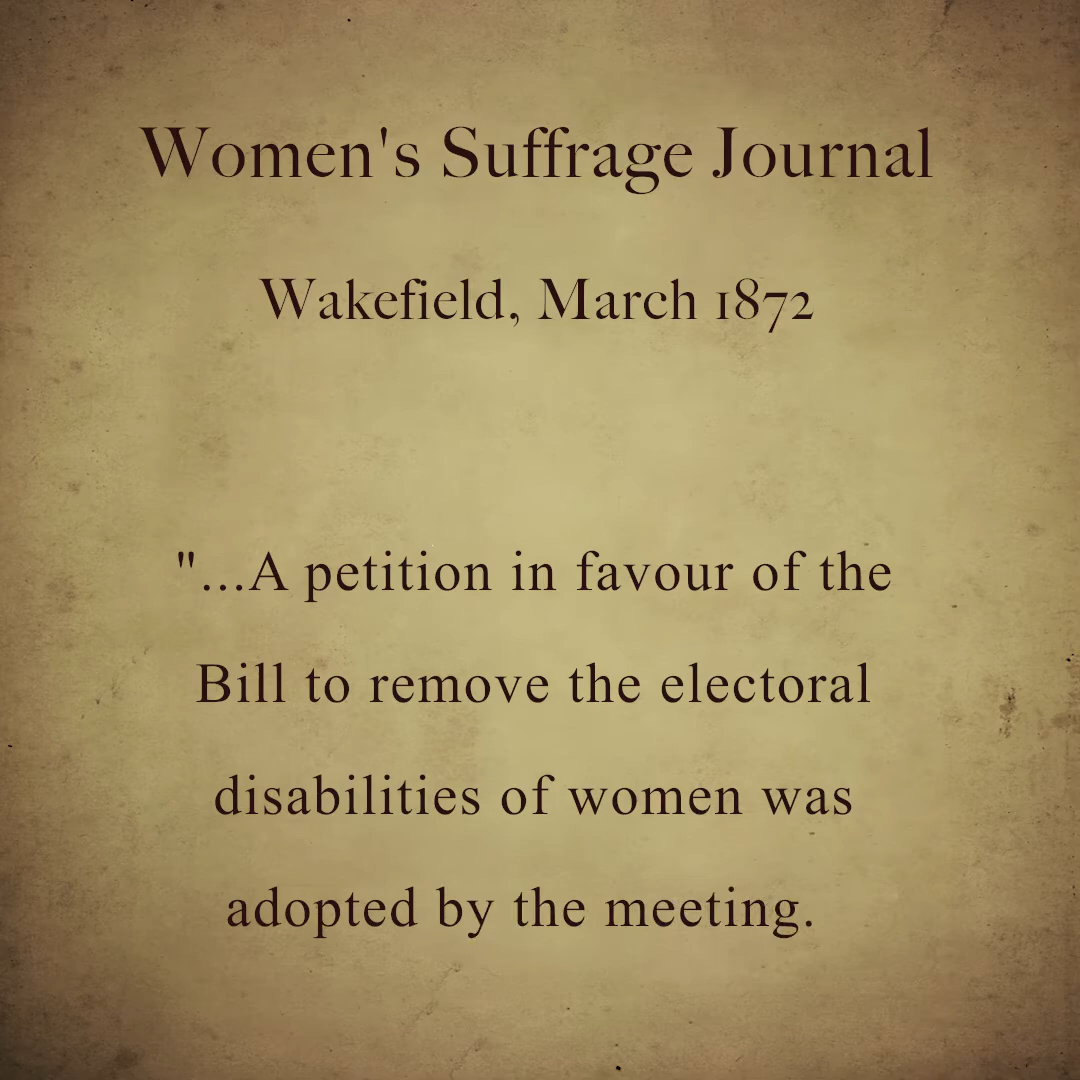 Women's Suffrage Journal
Wakefield, March 1872
"...A petition in favour of the
Bill to remove the electoral
disabilities of women was
adopted by the meeting.